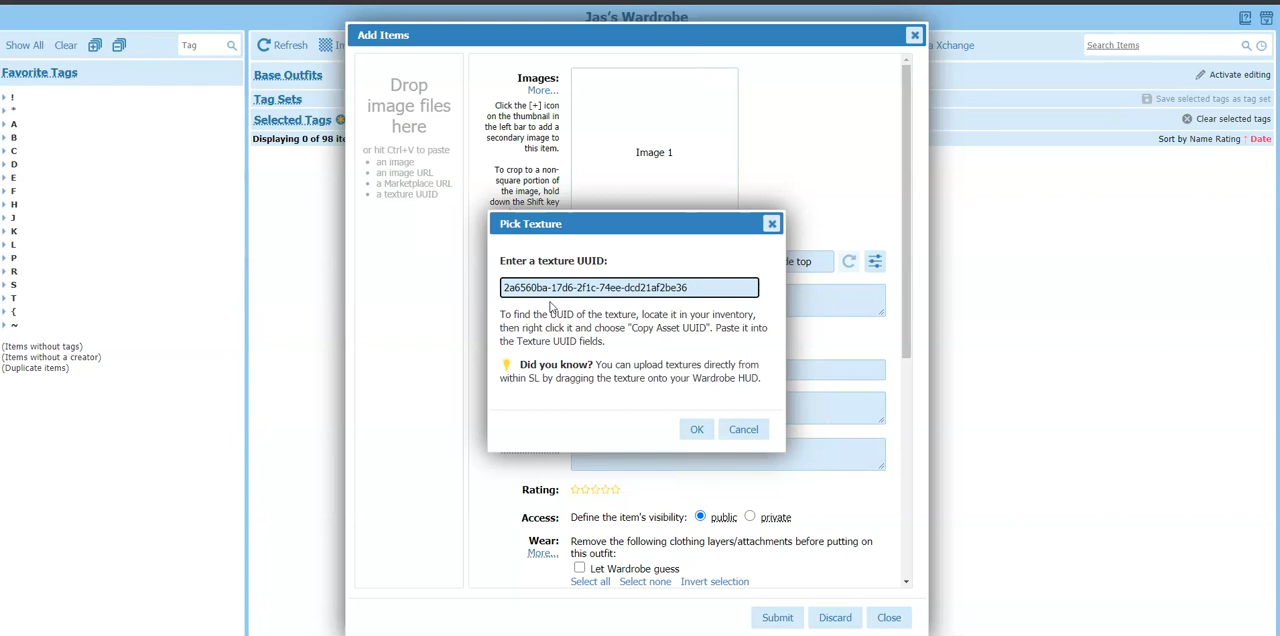 Jas's Wardrobe
Show All Clear
Tag
Refresh
Xchange
Search Items
Favorite Tags
Base Outfits
Activate editing
Tag Sets
Save selected tags as tag set
Selected Tags
Clear selected tags
Displaying 0 of 98
Sort by Name Rating ↑ Date
!
*
A
B
C
D
E
F
H
J
K
L
P
R
S
T
{
~
(Items without tags)
(Items without a creator)
(Duplicate items)
Add Items
Drop
image files
here
or hit Ctrl+V to paste
• an image
• an image URL
• a Marketplace URL
• a texture UUID
Images:
More...
Click the [+] icon
on the thumbnail in
the left bar to add a
secondary image to
this item.
To crop to a non-
square portion of
the image, hold
down the Shift key
Image 1
top
Pick Texture
Enter a texture UUID:
2a6560ba-17d6-2f1c-74ee-dcd21af2be36
To find the UUID of the texture, locate it in your inventory,
then right click it and choose "Copy Asset UUID". Paste it into
the Texture UUID fields.
Did you know? You can upload textures directly from
within SL by dragging the texture onto your Wardrobe HUD.
OK Cancel
Rating:
Access: Define the item's visibility: public private
Wear: Remove the following clothing layers/attachments before putting on
More... this outfit:
Let Wardrobe guess
Select all Select none Invert selection
Submit Discard Close